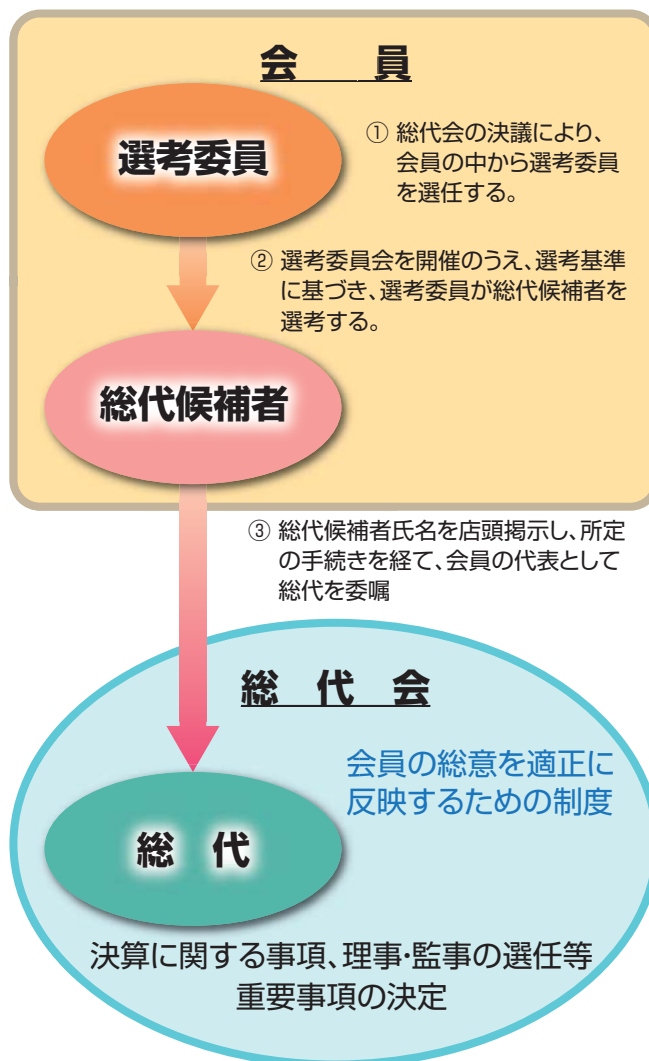 会 員
選考委員
① 総代会の決議により、
会員の中から選考委員
を選任する。
② 選考委員会を開催のうえ、選考基準
に基づき、選考委員が総代候補者を
選考する。
総代候補者
③ 総代候補者氏名を店頭掲示し、所定
の手続きを経て、会員の代表として
総代を委嘱
総 代 会
会員の総意を適正に
反映するための制度
総 代
決算に関する事項、理事・監事の選任等
重要事項の決定